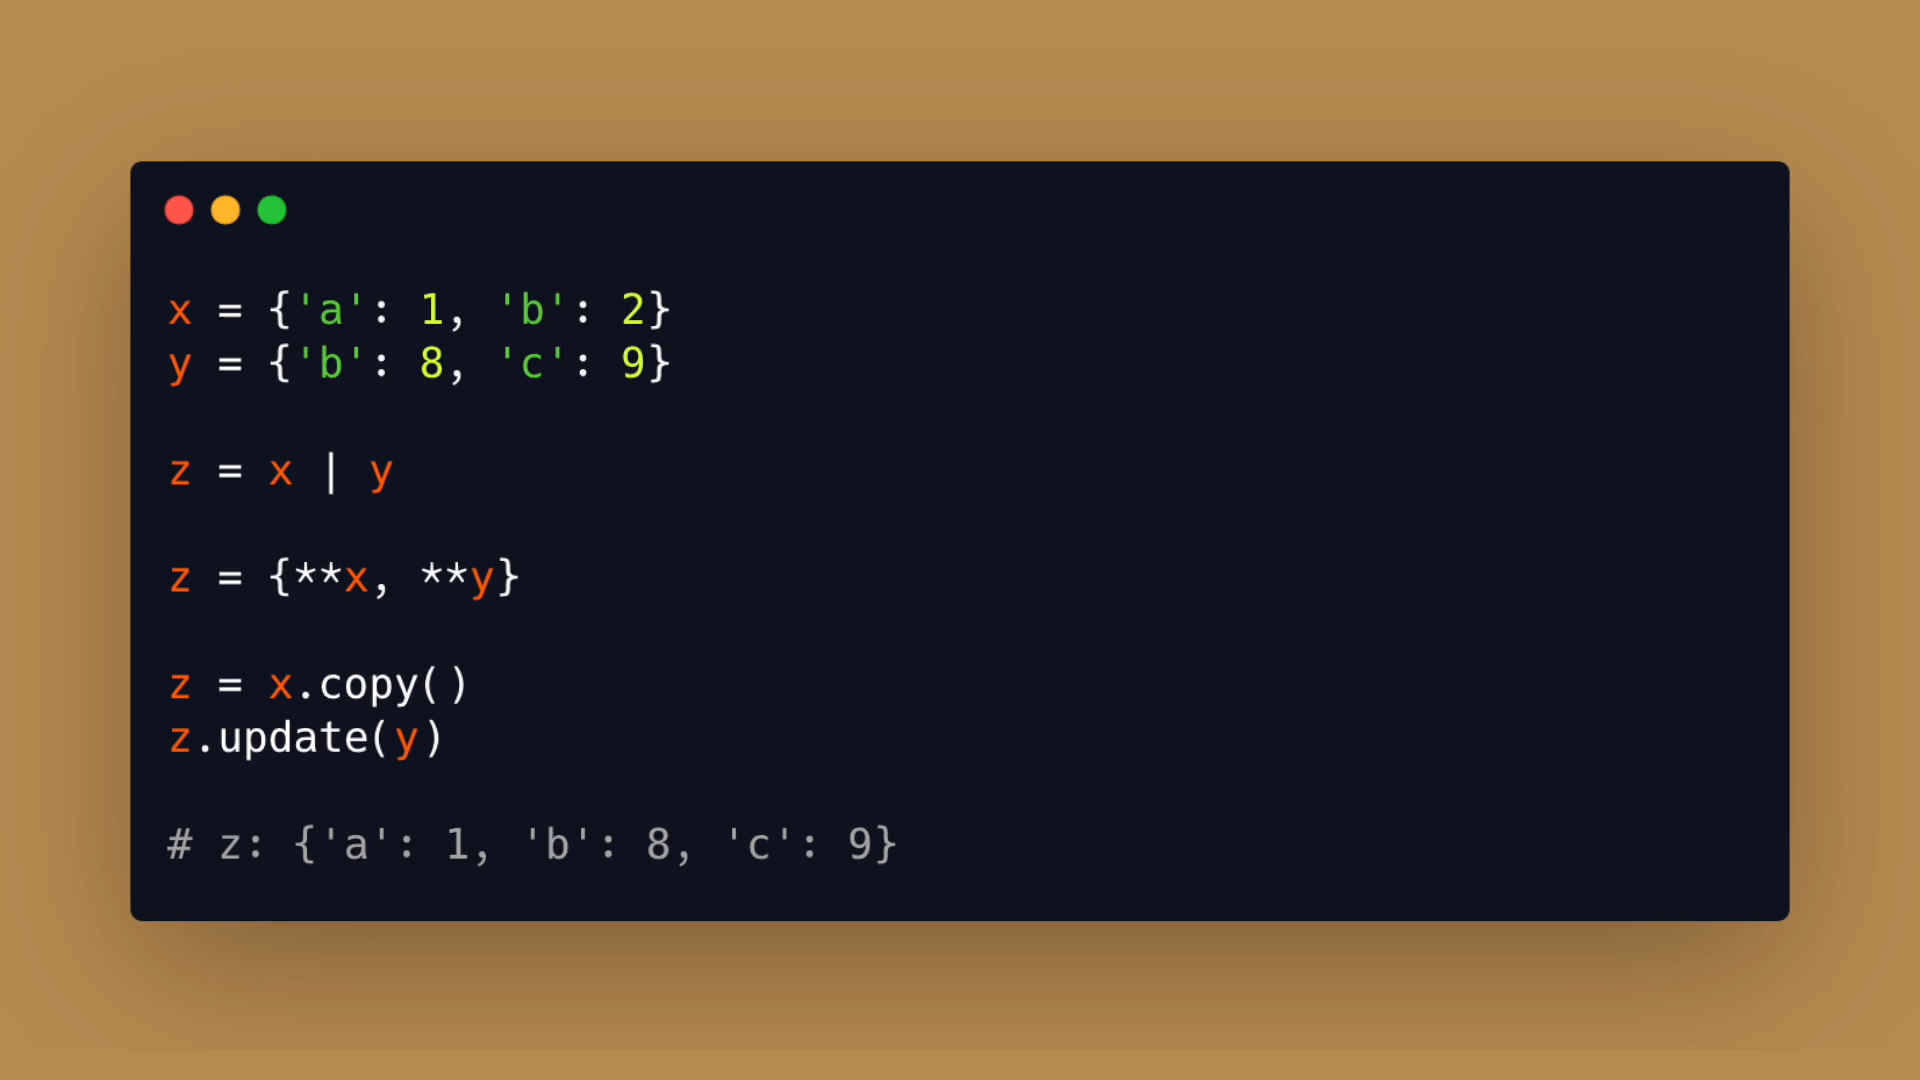 x = {'a': 1, 'b': 2}
y = {'b': 8, 'c': 9}
z = x | y
z = {**x, **y}
z = x.copy()
z.update(y)
# z: {'a': 1, 'b': 8, 'c': 9}